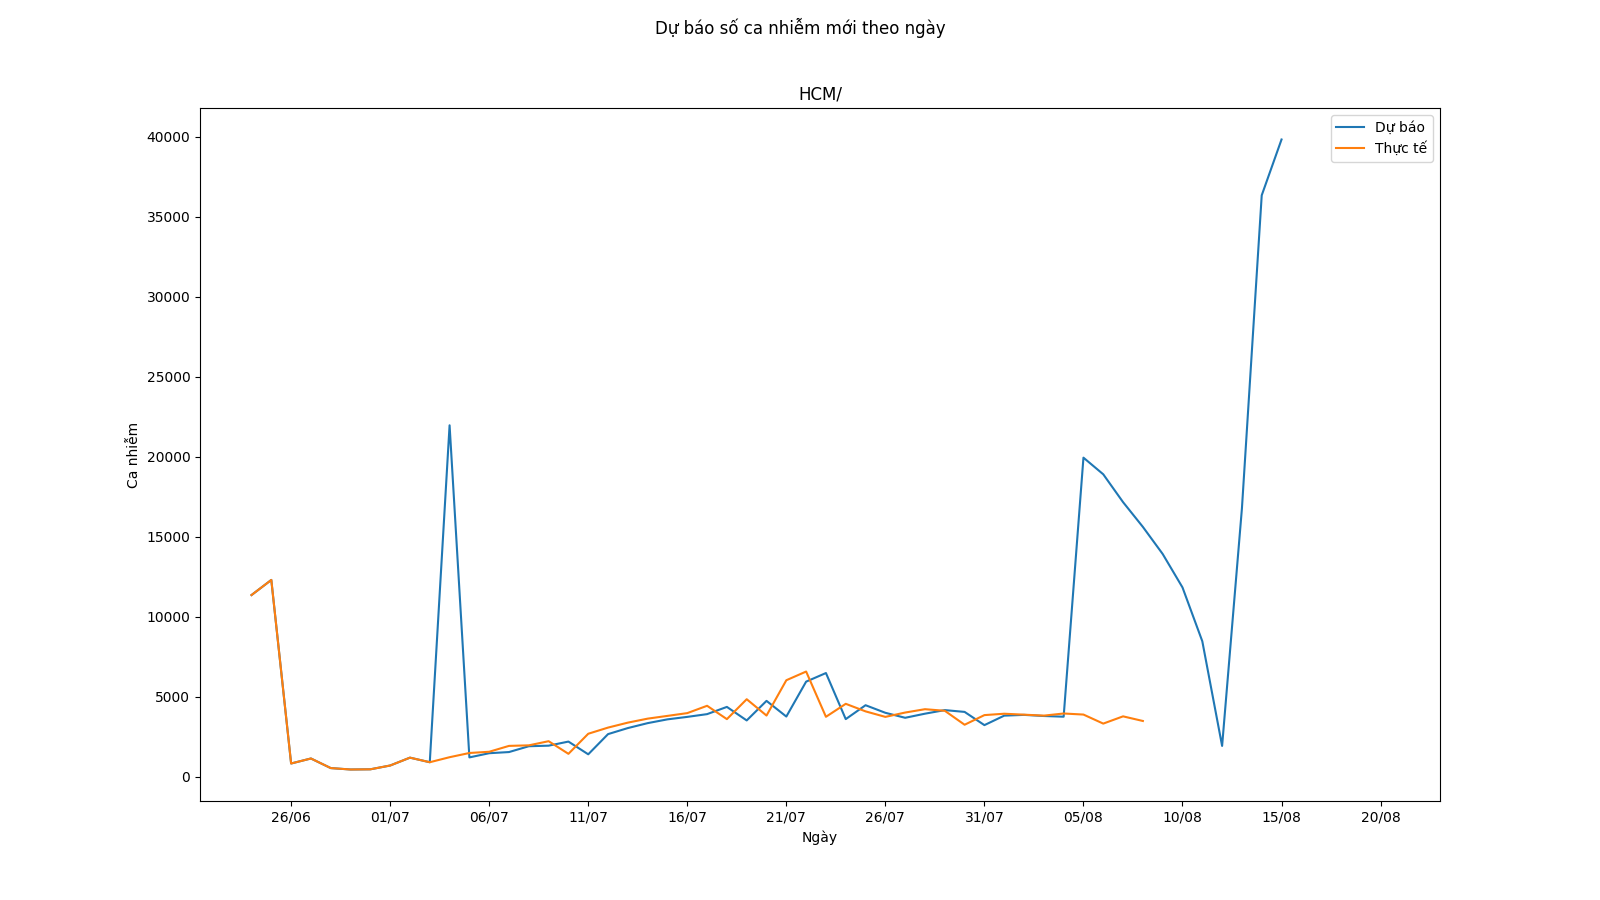 Dự báo số ca nhiễm mới theo ngày
HCM/
Dự báo
Thực tế
40000
35000
30000
25000
20000
15000
10000
5000
0
Ca nhiễm
26/06 01/07 06/07 11/07 16/07 21/07 26/07 31/07 05/08 10/08 15/08 20/08
Ngày